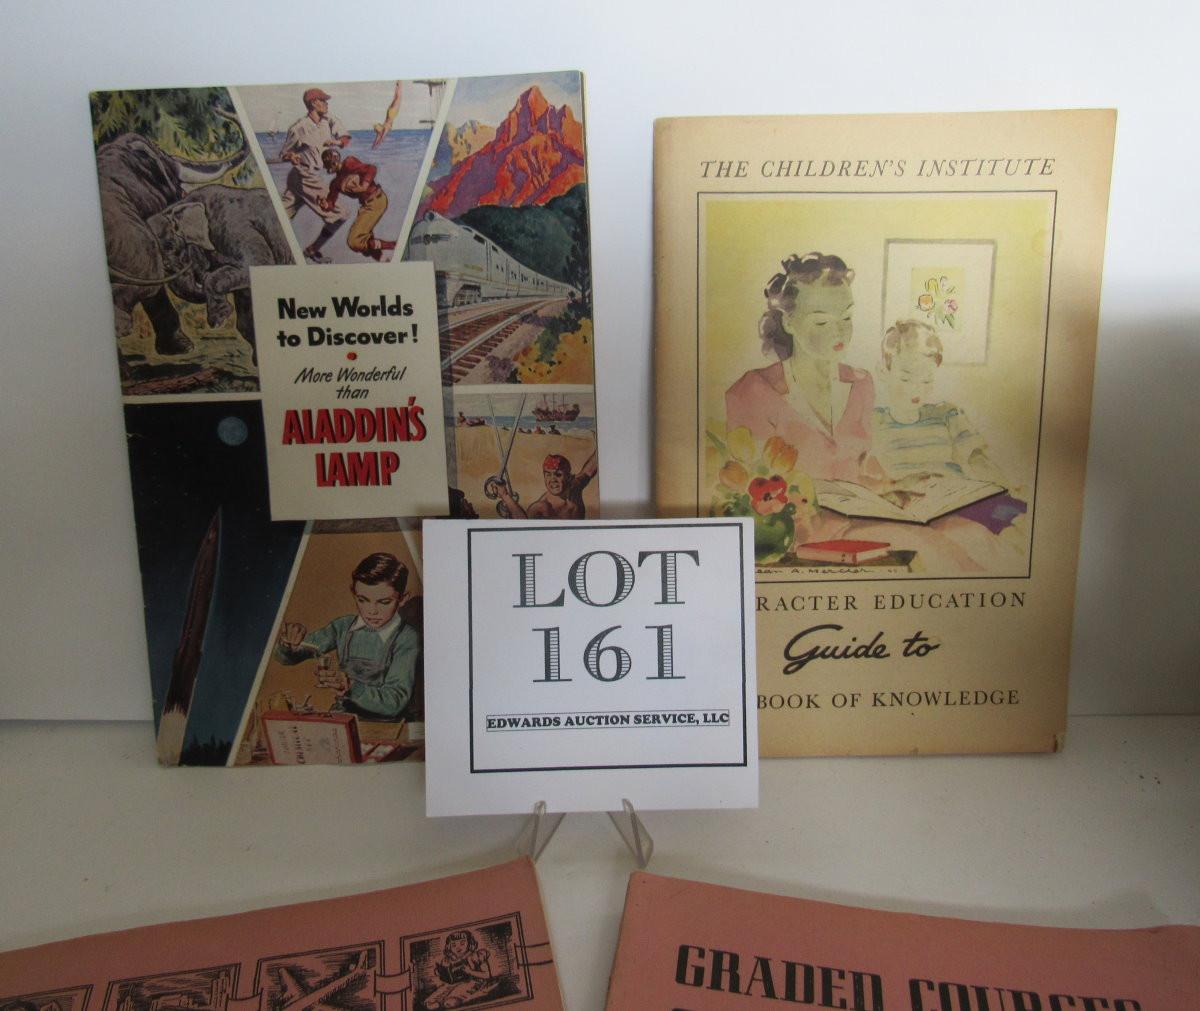 New Worlds
to Discover!
More Wonderful
than
ALADDIN'S
LAMP
THE CHILDREN'S INSTITUTE
RACTER EDUCATION
Guide to
BOOK OF KNOWLEDGE
LOT
161
EDWARDS AUCTION SERVICE, LLC
GRADED COURSES